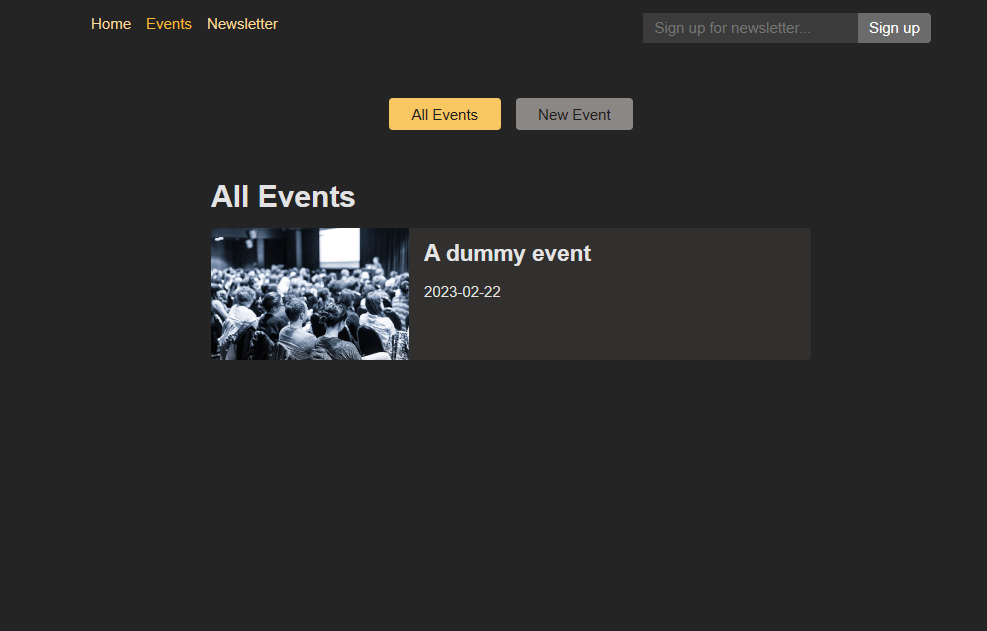 Home Events Newsletter
Sign up for newsletter... Sign up
All Events New Event
All Events
A dummy event
2023-02-22